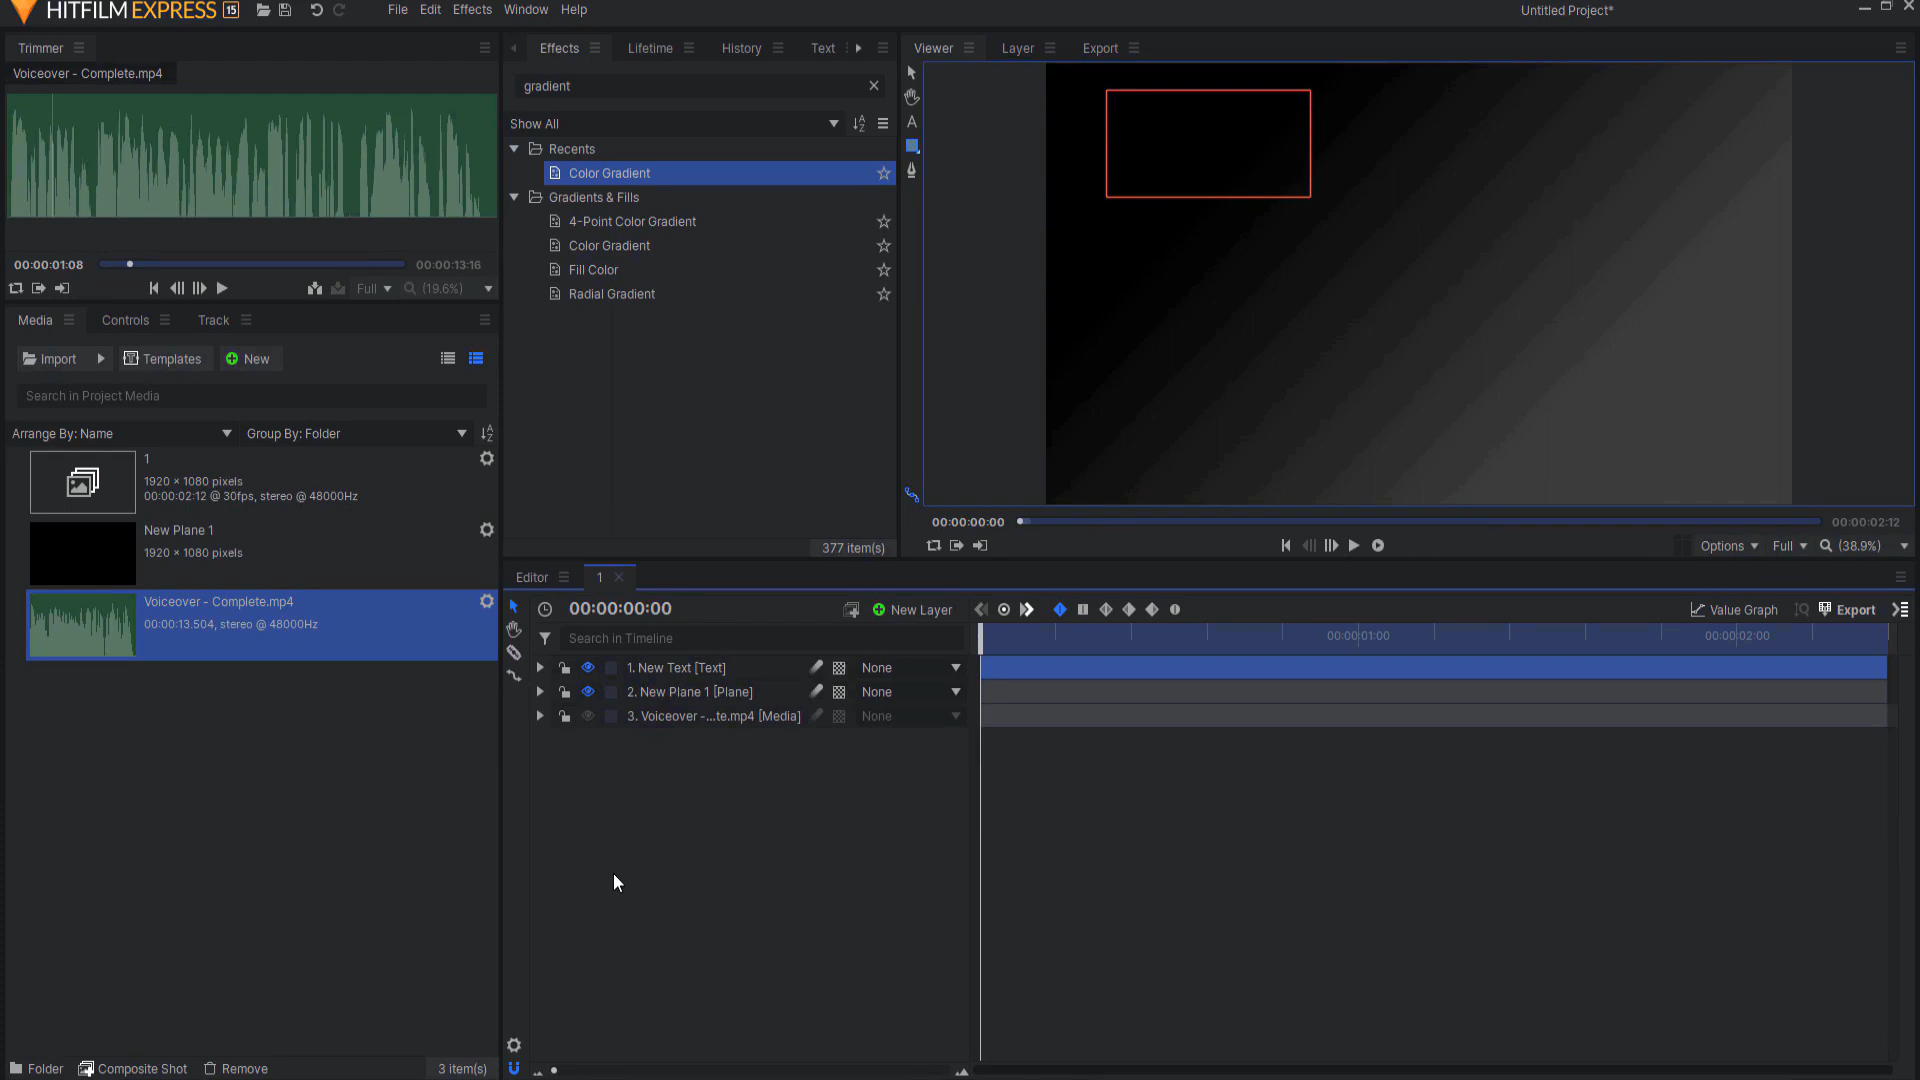 HITFILM EXPRESS 15
File Edit Effects Window Help
Untitled Project*
Trimmer
Voiceover - Complete.mp4
00:00:01:08
00:00:13:16
Full
(19.6%)
Media Controls Track
Import Templates New
Search in Project Media
Arrange By: Name
Group By: Folder
1
1920 × 1080 pixels
00:00:02:12 @ 30fps, stereo @ 48000Hz
New Plane 1
1920 × 1080 pixels
Voiceover - Complete.mp4
00:00:13.504, stereo @ 48000Hz
Folder Composite Shot Remove
3 item(s)
Effects Lifetime History Text
gradient
Show All
Recents
Color Gradient
Gradients & Fills
4-Point Color Gradient
Color Gradient
Fill Color
Radial Gradient
377 item(s)
Viewer Layer Export
A
00:00:00:00
00:00:02:12
Options Full (38.9%)
Editor 1
00:00:00:00
New Layer
Value Graph
Export
Search in Timeline
00:00:01:00
00:00:02:00
1. New Text [Text] None
2. New Plane 1 [Plane] None
3. Voiceover -...te.mp4 [Media] None